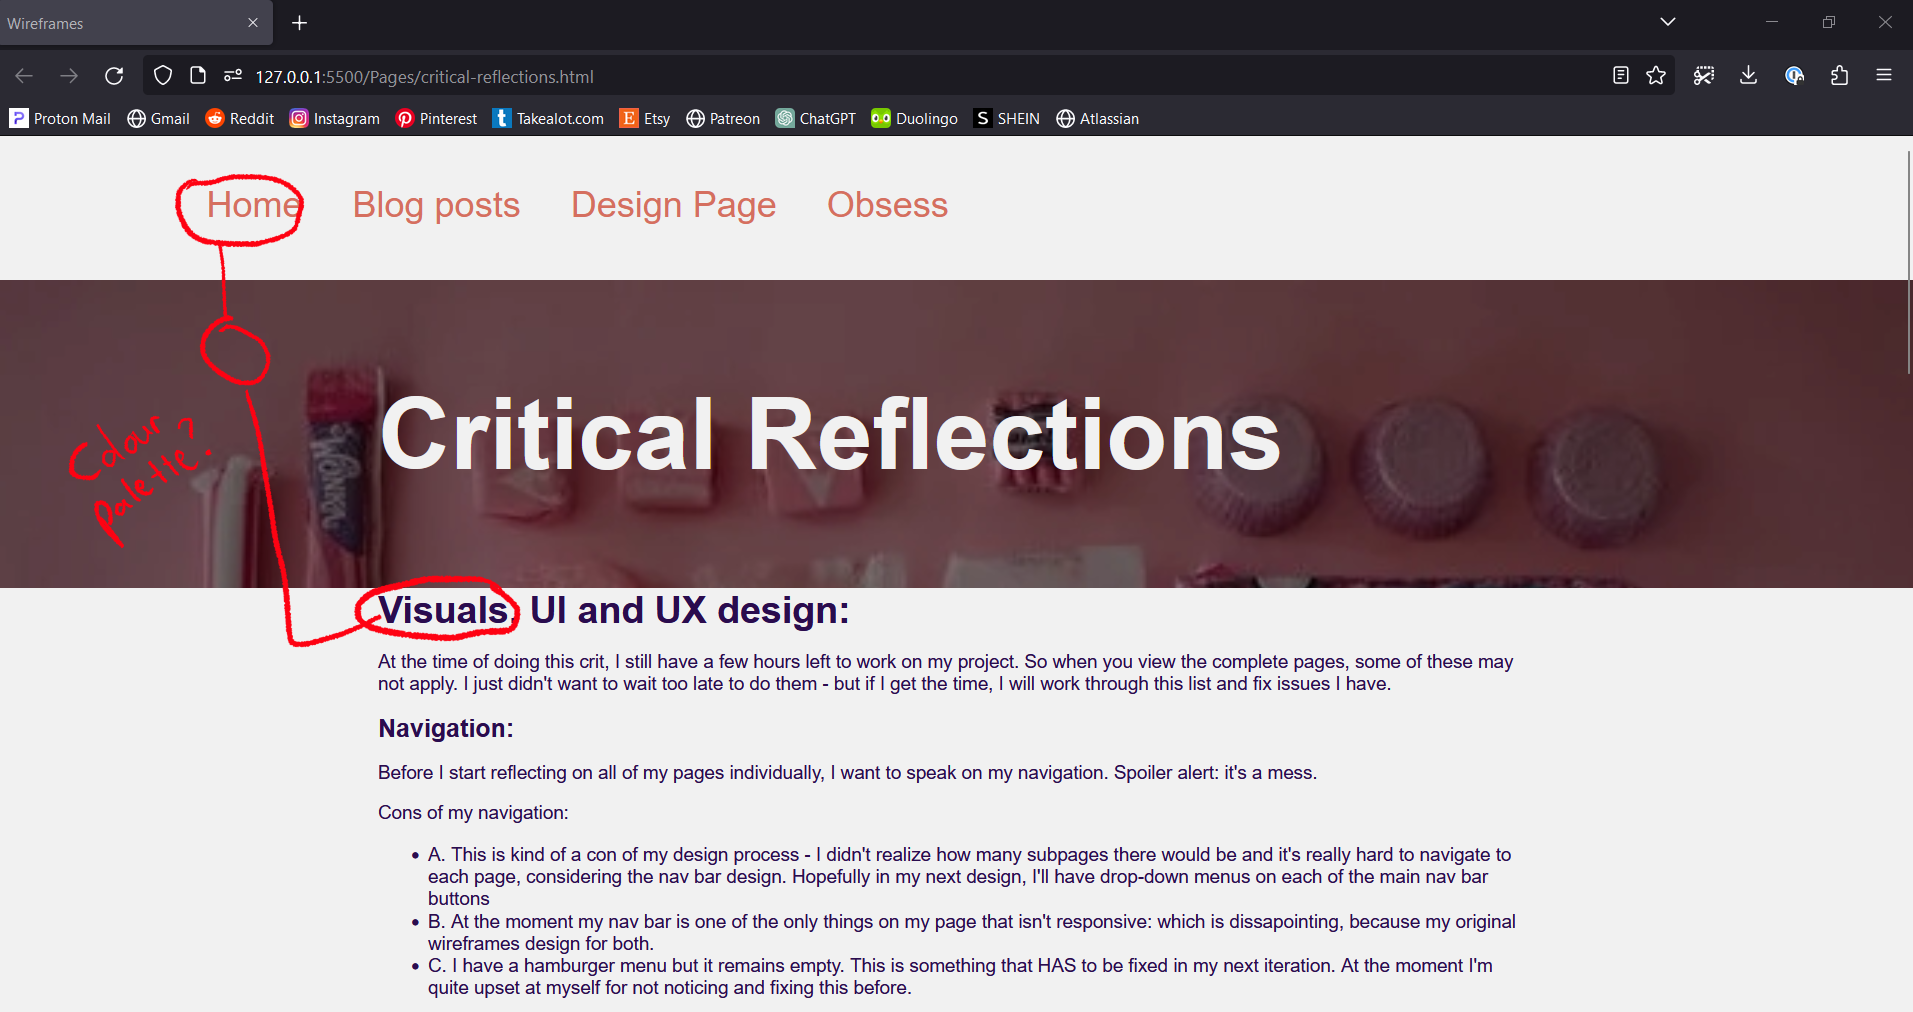 Wireframes
127.0.0.1:5500/Pages/critical-reflections.html
Proton Mail Gmail Reddit Instagram Pinterest Takealot.com Etsy Patreon ChatGPT Duolingo SHEIN Atlassian
Home Blog posts Design Page Obsess
Critical Reflections
WONKA
Colour
palette?
Visuals, UI and UX design:
At the time of doing this crit, I still have a few hours left to work on my project. So when you view the complete pages, some of these may
not apply. I just didn't want to wait too late to do them - but if I get the time, I will work through this list and fix issues I have.
Navigation:
Before I start reflecting on all of my pages individually, I want to speak on my navigation. Spoiler alert: it's a mess.
Cons of my navigation:
• A. This is kind of a con of my design process - I didn't realize how many subpages there would be and it's really hard to navigate to
each page, considering the nav bar design. Hopefully in my next design, I'll have drop-down menus on each of the main nav bar
buttons
• B. At the moment my nav bar is one of the only things on my page that isn't responsive: which is dissapointing, because my original
wireframes design for both.
• C. I have a hamburger menu but it remains empty. This is something that HAS to be fixed in my next iteration. At the moment I'm
quite upset at myself for not noticing and fixing this before.